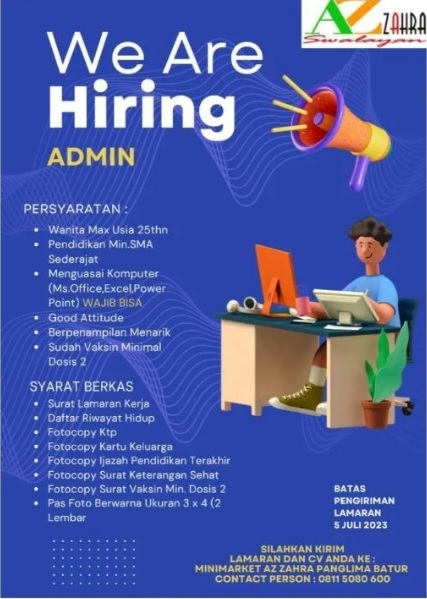 AZ ZAHRA
Swalayan
We Are
Hiring
ADMIN
PERSYARATAN :
• Wanita Max Usia 25thn
• Pendidikan Min.SMA
Sederajat
• Menguasai Komputer
(Ms.Office,Excel,Power
Point) WAJIB BISA
• Good Attitude
• Berpenampilan Menarik
• Sudah Vaksin Minimal
Dosis 2
SYARAT BERKAS
• Surat Lamaran Kerja
• Daftar Riwayat Hidup
• Fotocopy Ktp
• Fotocopy Kartu Keluarga
• Fotocopy Ijazah Pendidikan Terakhir
• Fotocopy Surat Keterangan Sehat
• Fotocopy Surat Vaksin Min. Dosis 2
• Pas Foto Berwarna Ukuran 3 x 4 (2
Lembar
BATAS
PENGIRIMAN
LAMARAN
5 JULI 2023
SILAHKAN KIRIM
LAMARAN DAN CV ANDA KE :
MINIMARKET AZ ZAHRA PANGLIMA BATUR
CONTACT PERSON : 0811 5080 600